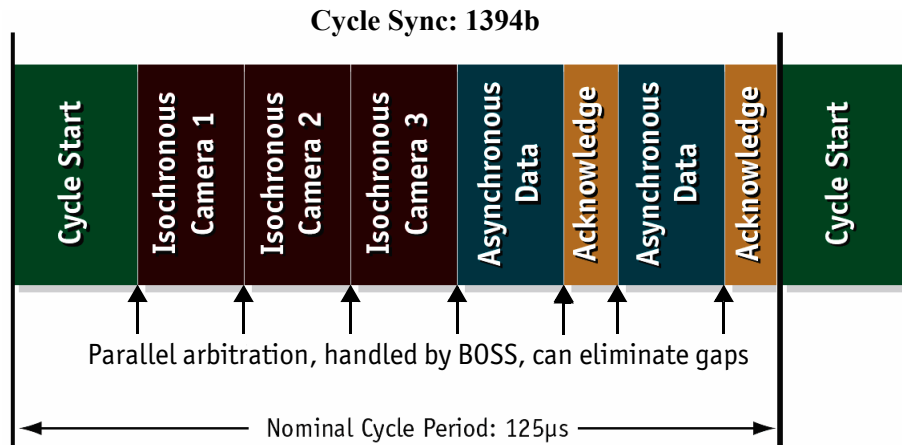 Cycle Sync: 1394b
Cycle Start
Isochronous
Camera 1
Isochronous
Camera 2
Isochronous
Camera 3
Asynchronous
Data
Acknowledge
Asynchronous
Data
Acknowledge
Cycle Start
Parallel arbitration, handled by BOSS, can eliminate gaps
Nominal Cycle Period: 125µs